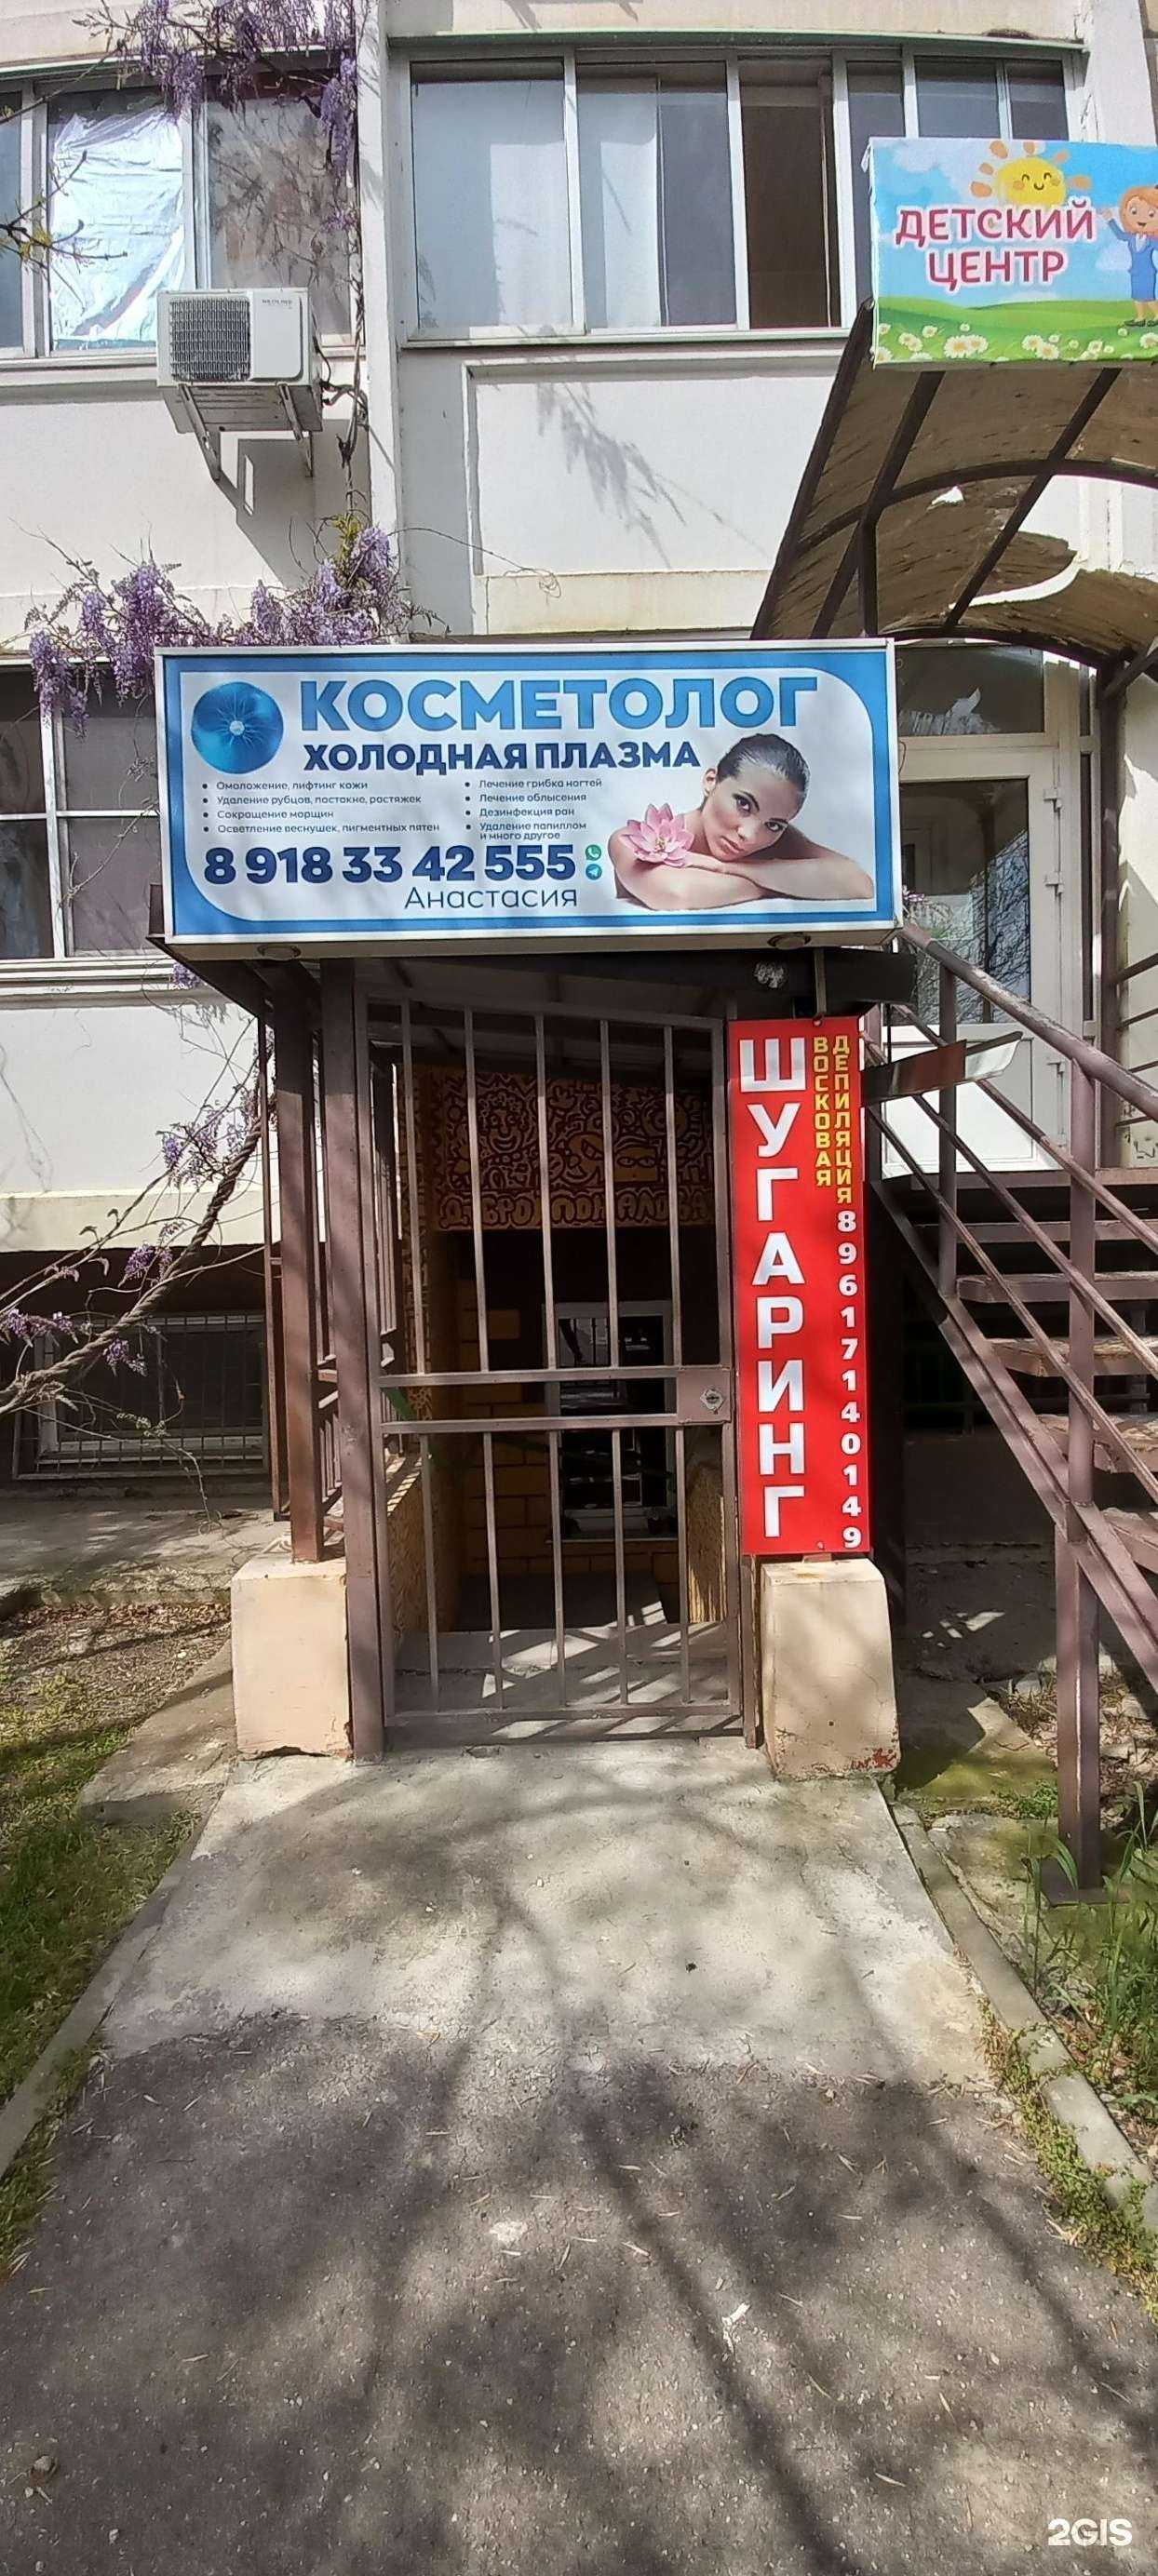 ДЕТСКИЙ
ЦЕНТР
КОСМЕТОЛОГ
ХОЛОДНАЯ ПЛАЗМА
• Омоложение, лифтинг кожи
• Удаление рубцов, постакне, растяжек
• Сокращение морщин
• Осветление веснушек, пигментных пятен
• Лечение грибка ногтей
• Лечение облысения
• Дезинфекция ран
• Удаление папиллом
и много другое
8 918 33 42 555
Анастасия
ШУГАРИНГ
ВОСКОВАЯ
ДЕПИЛЯЦИЯ 89617140149
ДОБРО ПОЖАЛОВА
2GIS